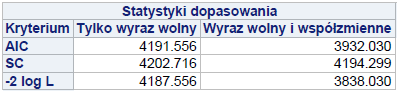 Statystyki dopasowania
Kryterium Tylko wyraz wolny Wyraz wolny i współzmienne
AIC 4191.556 3932.030
SC 4202.716 4194.299
-2 log L 4187.556 3838.030